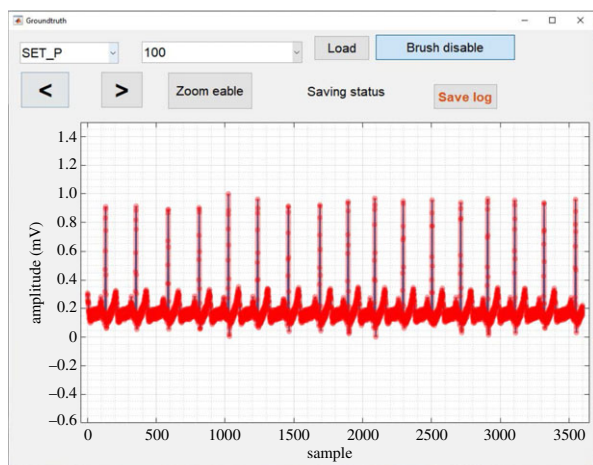 Groundtruth
SET_P 100 Load Brush disable
< > Zoom eable Saving status Save log
1.4
1.2
1.0
0.8
0.6
0.4
0.2
0
–0.2
–0.4
–0.6
amplitude (mV)
0 500 1000 1500 2000 2500 3000 3500
sample